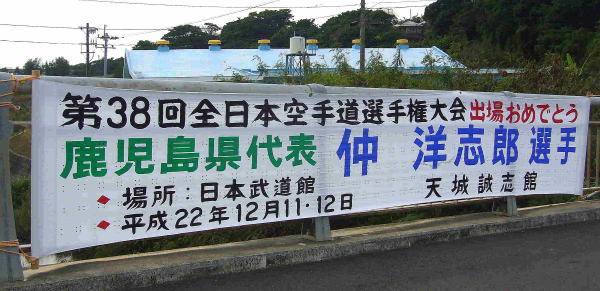 第38回全日本空手道選手権大会出場おめでとう
鹿児島県代表 仲 洋志郎選手
◆場所:日本武道館 天城誠志館
◆平成22年12月11・12日